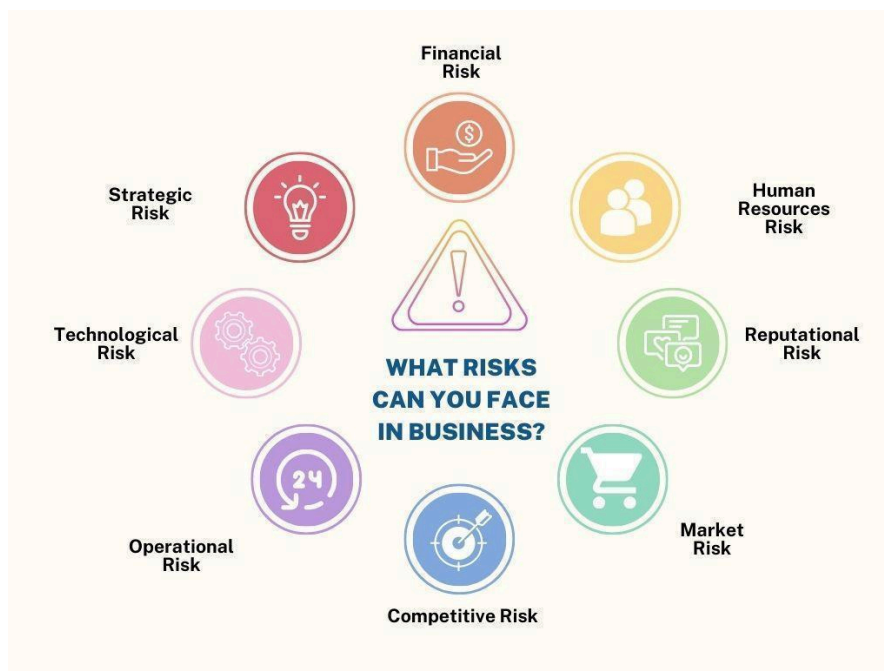 Financial
Risk
Strategic
Risk
Human
Resources
Risk
Technological
Risk
Reputational
Risk
WHAT RISKS
CAN YOU FACE
IN BUSINESS?
$
24
Operational
Risk
Market
Risk
Competitive Risk